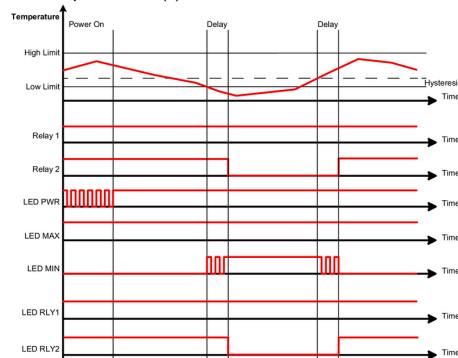 Temperature
Power On
Delay
Delay
High Limit
Low Limit
Hysteresi
Time
Relay 1
Time
Relay 2
Time
LED PWR
Time
LED MAX
Time
LED MIN
Time
LED RLY1
Time
LED RLY2
Time